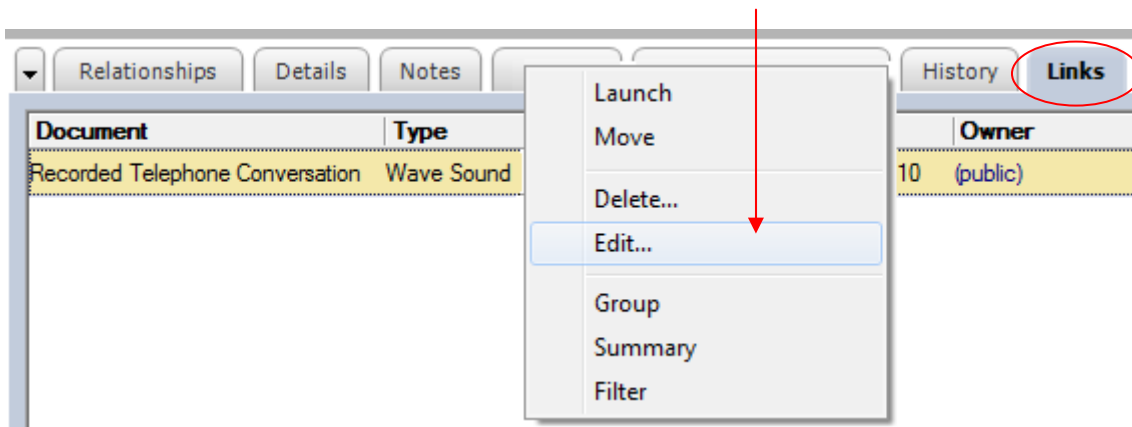 Relationships Details Notes History Links
Document Type Owner
Recorded Telephone Conversation Wave Sound 10 (public)
Launch
Move
Delete...
Edit...
Group
Summary
Filter